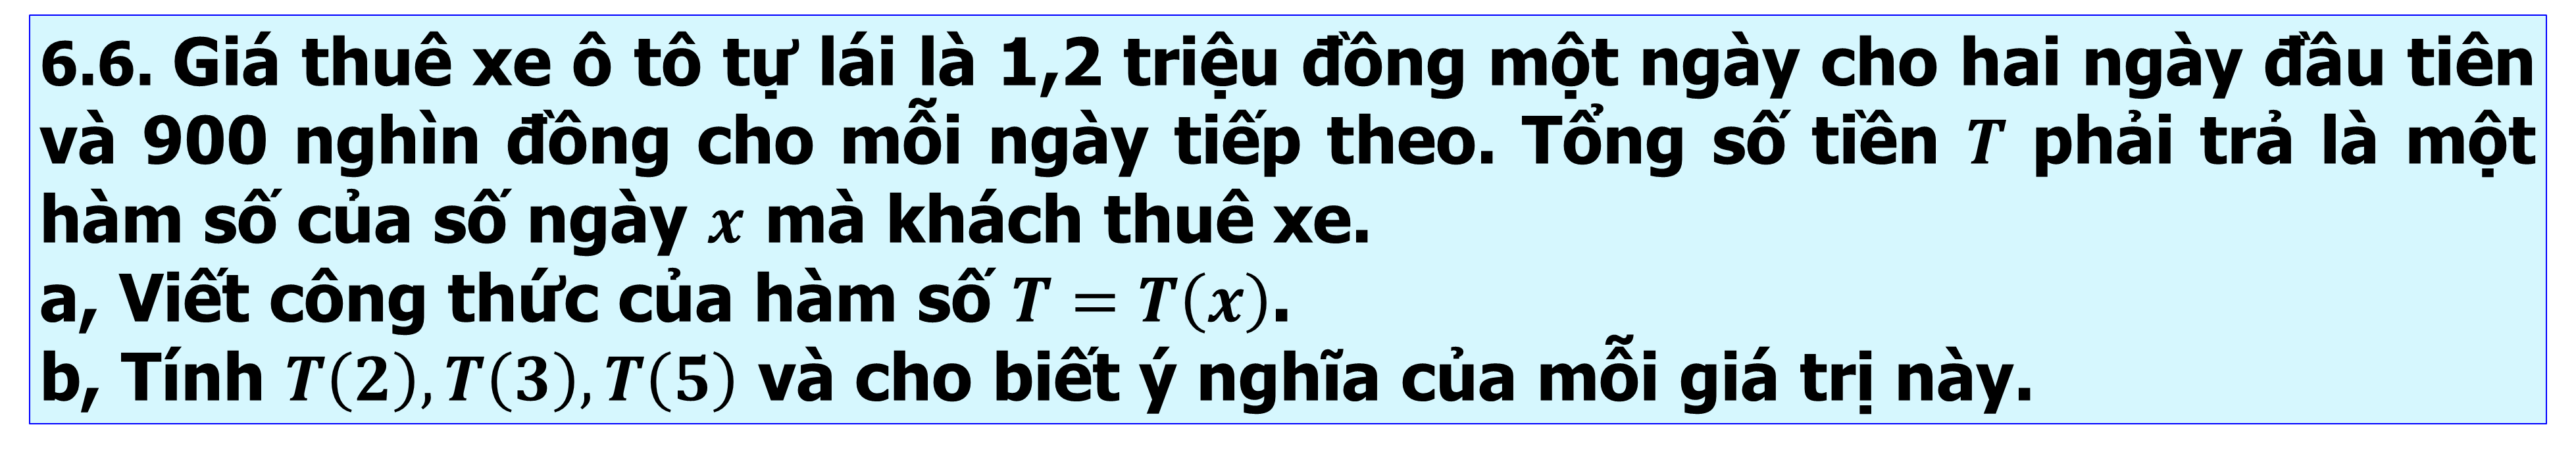 6.6. Giá thuê xe ô tô tự lái là 1,2 triệu đồng một ngày cho hai ngày đầu tiên
và 900 nghìn đồng cho mỗi ngày tiếp theo. Tổng số tiền T phải trả là một
hàm số của số ngày x mà khách thuê xe.
a, Viết công thức của hàm số T = T(x).
b, Tính T(2), T(3), T(5) và cho biết ý nghĩa của mỗi giá trị này.